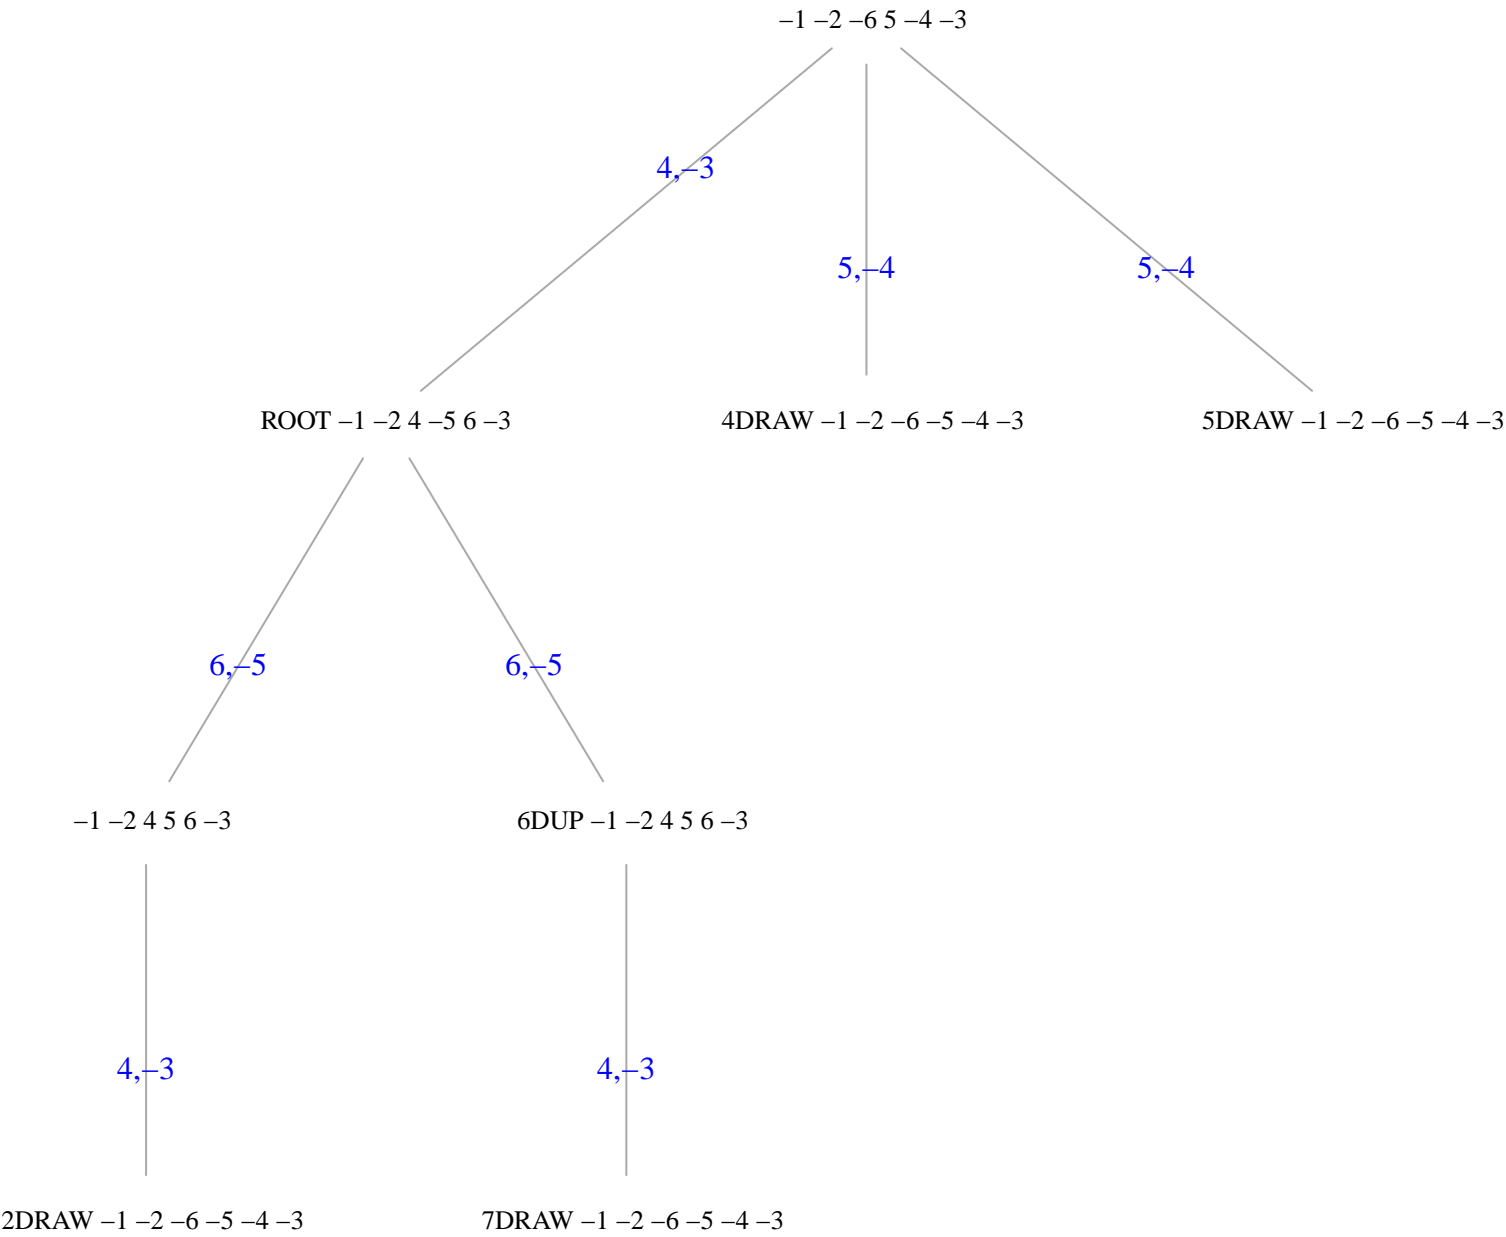 –1 –2 –6 5 –4 –3
4,–3
5,–4
5,–4
ROOT –1 –2 4 –5 6 –3
4DRAW –1 –2 –6 –5 –4 –3
5DRAW –1 –2 –6 –5 –4 –3
6,–5
6,–5
–1 –2 4 5 6 –3
6DUP –1 –2 4 5 6 –3
4,–3
4,–3
2DRAW –1 –2 –6 –5 –4 –3
7DRAW –1 –2 –6 –5 –4 –3